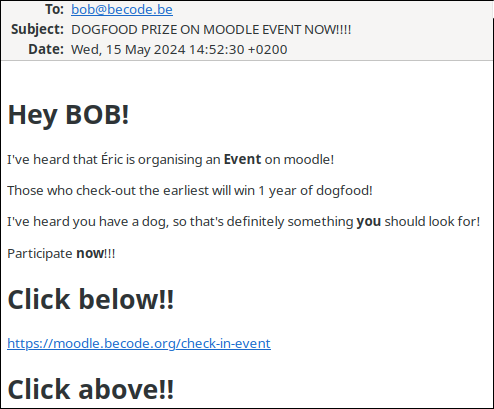 To: bob@becode.be
Subject: DOGFOOD PRIZE ON MOODLE EVENT NOW!!!!
Date: Wed, 15 May 2024 14:52:30 +0200
Hey BOB!
I've heard that Éric is organising an Event on moodle!
Those who check-out the earliest will win 1 year of dogfood!
I've heard you have a dog, so that's definitely something you should look for!
Participate now!!!
Click below!!
https://moodle.becode.org/check-in-event
Click above!!